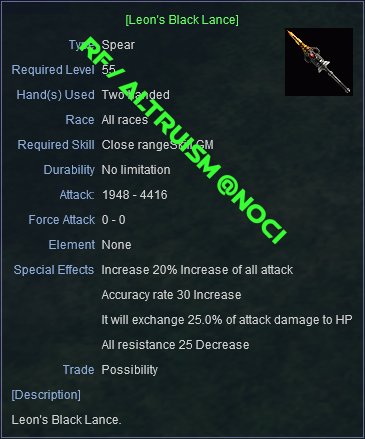 [Leon's Black Lance]
Type Spear
Required Level 55
Hand(s) Used Two Handed
Race All races
Required Skill Close rangeSkill GM
Durability No limitation
Attack: 1948 - 4416
Force Attack 0 - 0
Element None
Special Effects Increase 20% Increase of all attack
Accuracy rate 30 Increase
It will exchange 25.0% of attack damage to HP
All resistance 25 Decrease
Trade Possibility
[Description]
Leon's Black Lance.
RF / ALTRUISM @NOCI